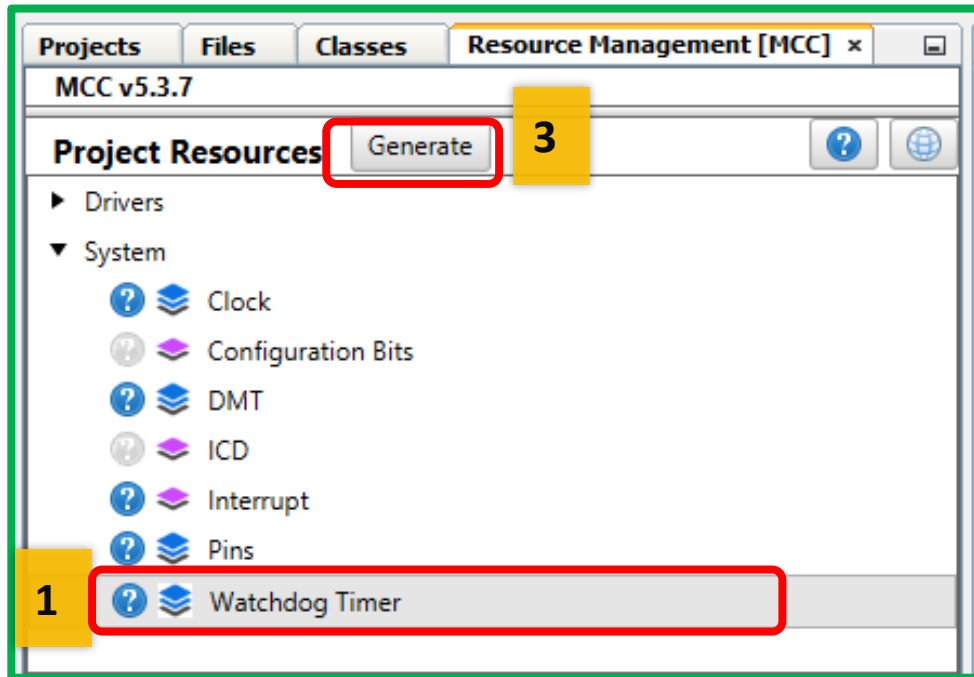 Projects Files Classes Resource Management [MCC] ×
MCC v5.3.7
Project Resources Generate 3
Drivers
System
Clock
Configuration Bits
DMT
ICD
Interrupt
Pins
1 Watchdog Timer